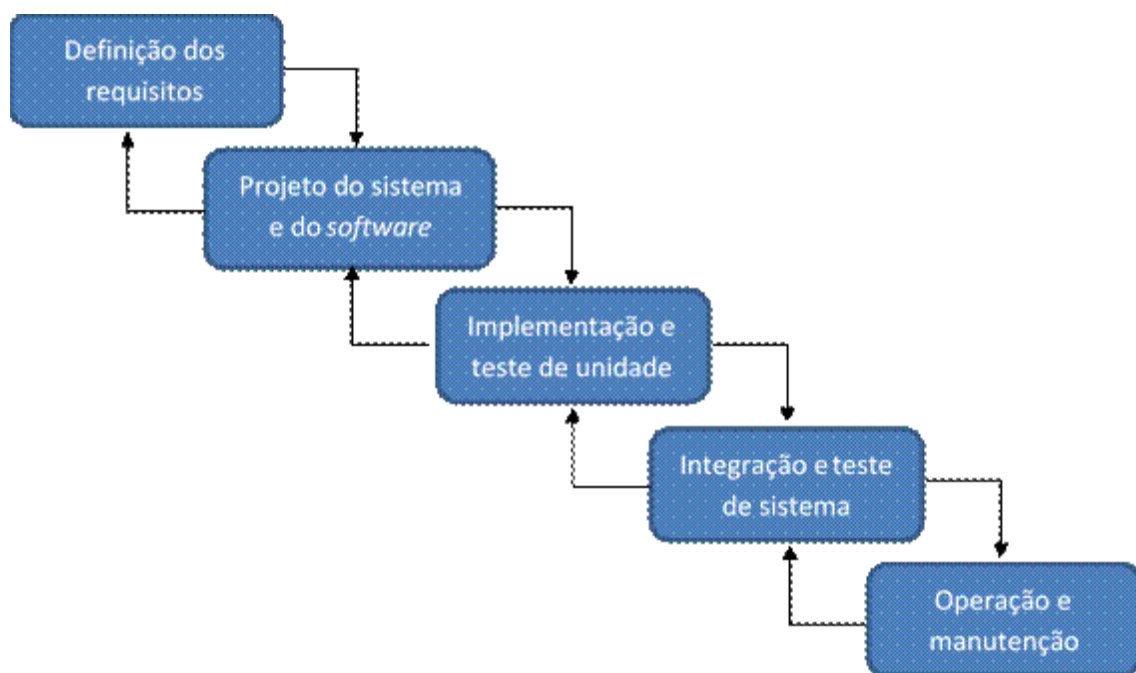 Definição dos
requisitos
Projeto do sistema
e do software
Implementação e
teste de unidade
Integração e teste
de sistema
Operação e
manutenção